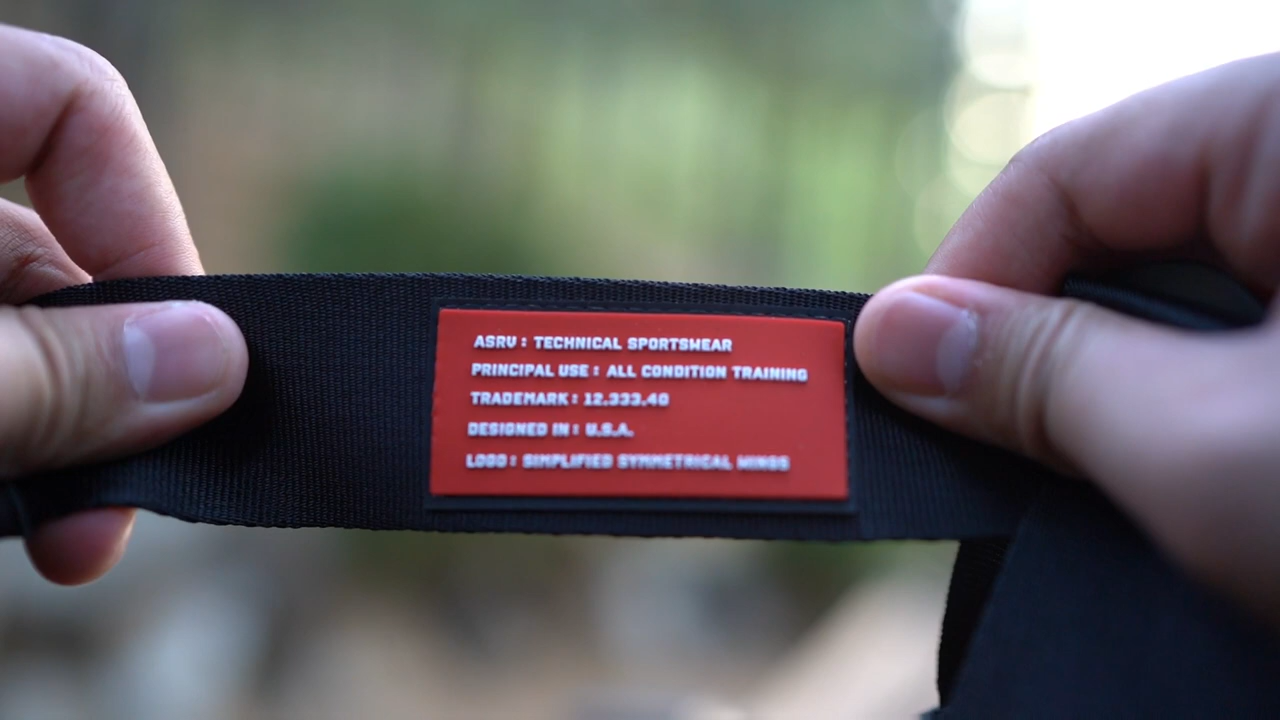 ASRV : TECHNICAL SPORTSWEAR
PRINCIPAL USE : ALL CONDITION TRAINING
TRADEMARK : 12.333.40
DESIGNED IN : U.S.A.
LOGO : SIMPLIFIED SYMMETRICAL WINGS